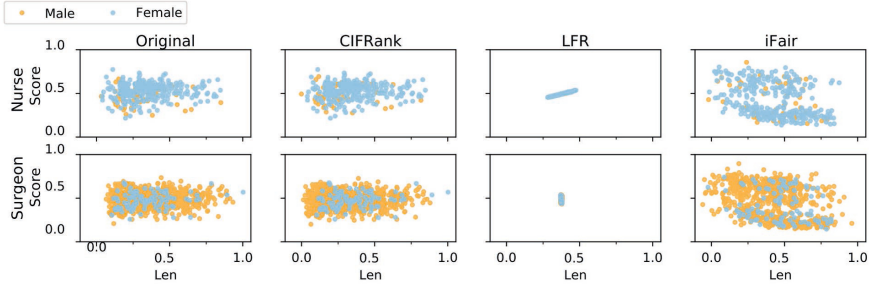 Male Female
Original CIFRank LFR iFair
Nurse
Score
1.0
0.5
0.0
Surgeon
Score
1.0
0.5
0.0
0.0 0.5 1.0 0.0 0.5 1.0 0.0 0.5 1.0 0.0 0.5 1.0
Len Len Len Len